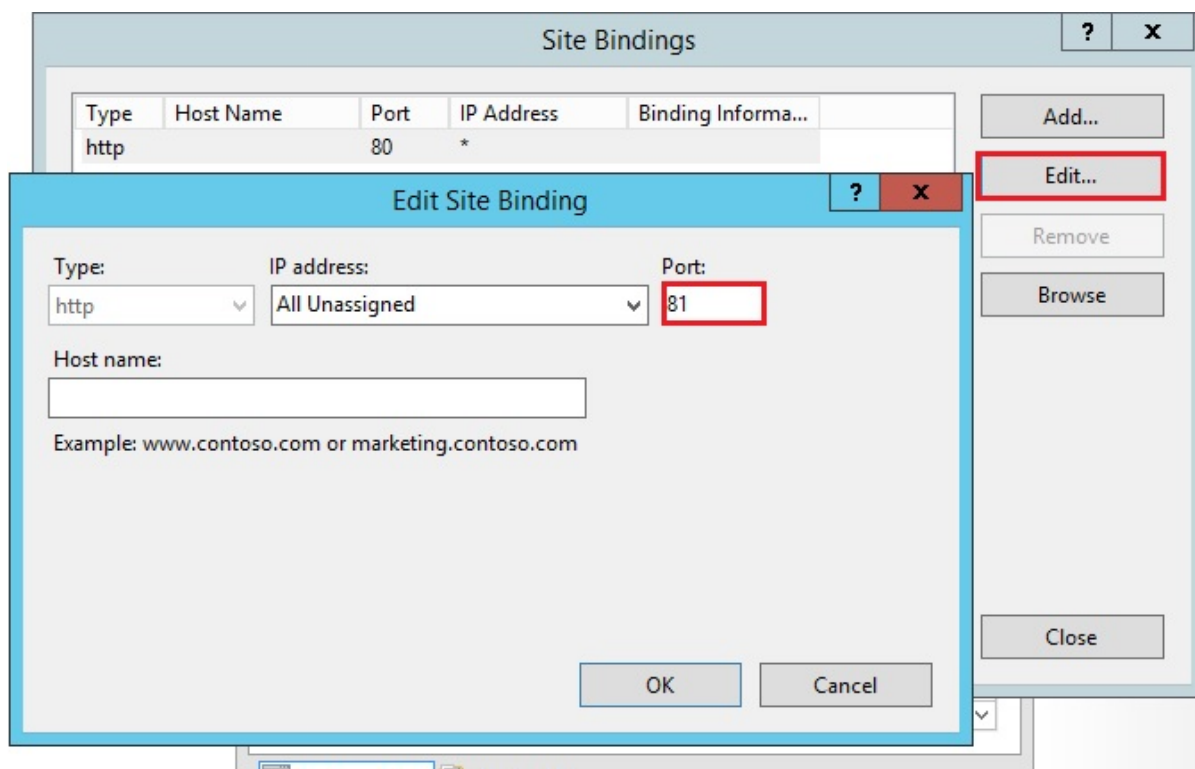 Site Bindings
? x
Type Host Name Port IP Address Binding Informa...
http 80 *
Add...
Edit...
Remove
Browse
Close
Edit Site Binding
? x
Type: IP address: Port:
http All Unassigned 81
Host name:
Example: www.contoso.com or marketing.contoso.com
OK Cancel